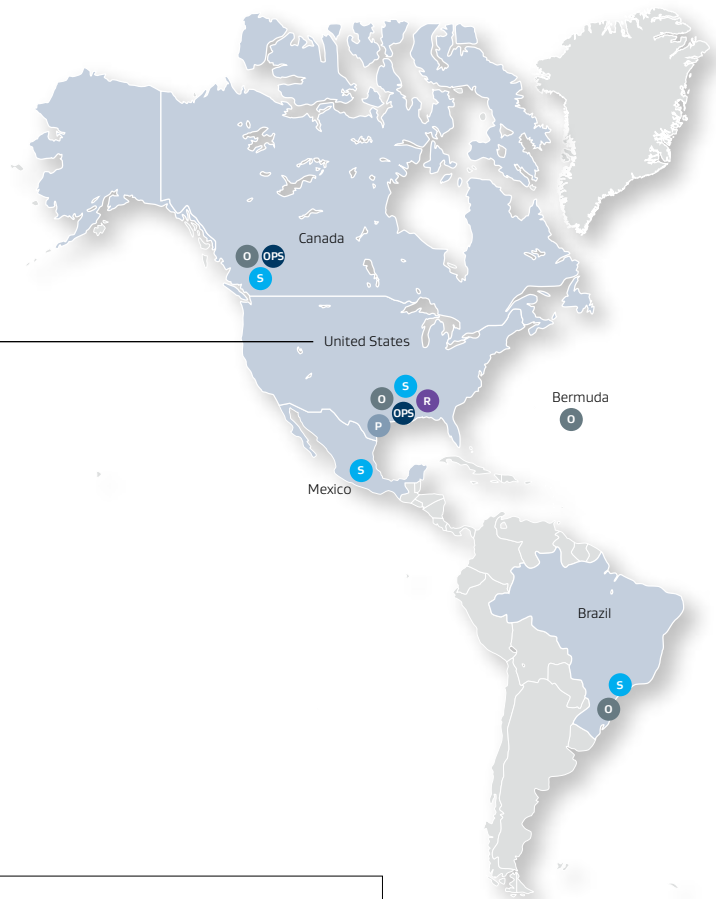 Canada
O OPS
S
United States
S
O R
OPS
P
Bermuda
O
S
Mexico
Brazil
S
O